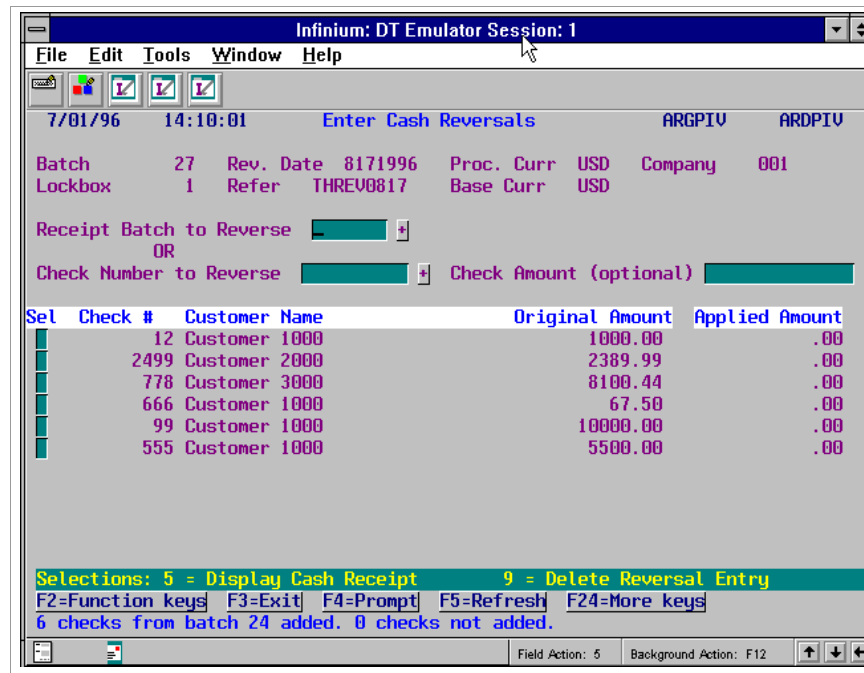 Infinium: DT Emulator Session: 1
File Edit Tools Window Help
7/01/96 14:10:01 Enter Cash Reversals ARGPIV ARDPIV
Batch 27 Rev. Date 8171996 Proc. Curr USD Company 001
Lockbox 1 Refer THREV0817 Base Curr USD
Receipt Batch to Reverse _ +
OR
Check Number to Reverse + Check Amount (optional)
Sel Check # Customer Name Original Amount Applied Amount
12 Customer 1000 1000.00 .00
2499 Customer 2000 2389.99 .00
778 Customer 3000 8100.44 .00
666 Customer 1000 67.50 .00
99 Customer 1000 10000.00 .00
555 Customer 1000 5500.00 .00
Selections: 5 = Display Cash Receipt 9 = Delete Reversal Entry
F2=Function keys F3=Exit F4=Prompt F5=Refresh F24=More keys
6 checks from batch 24 added. 0 checks not added.
Field Action: 5 Background Action: F12